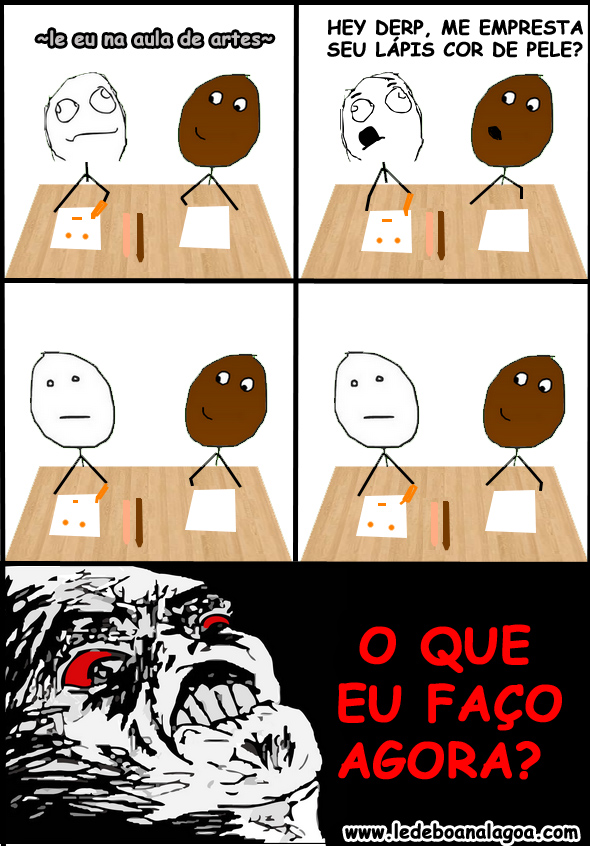 ~le eu na aula de artes~
HEY DERP, ME EMPRESTA
SEU LÁPIS COR DE PELE?
O QUE
EU FAÇO
AGORA?
www.ledeboanalagoa.com